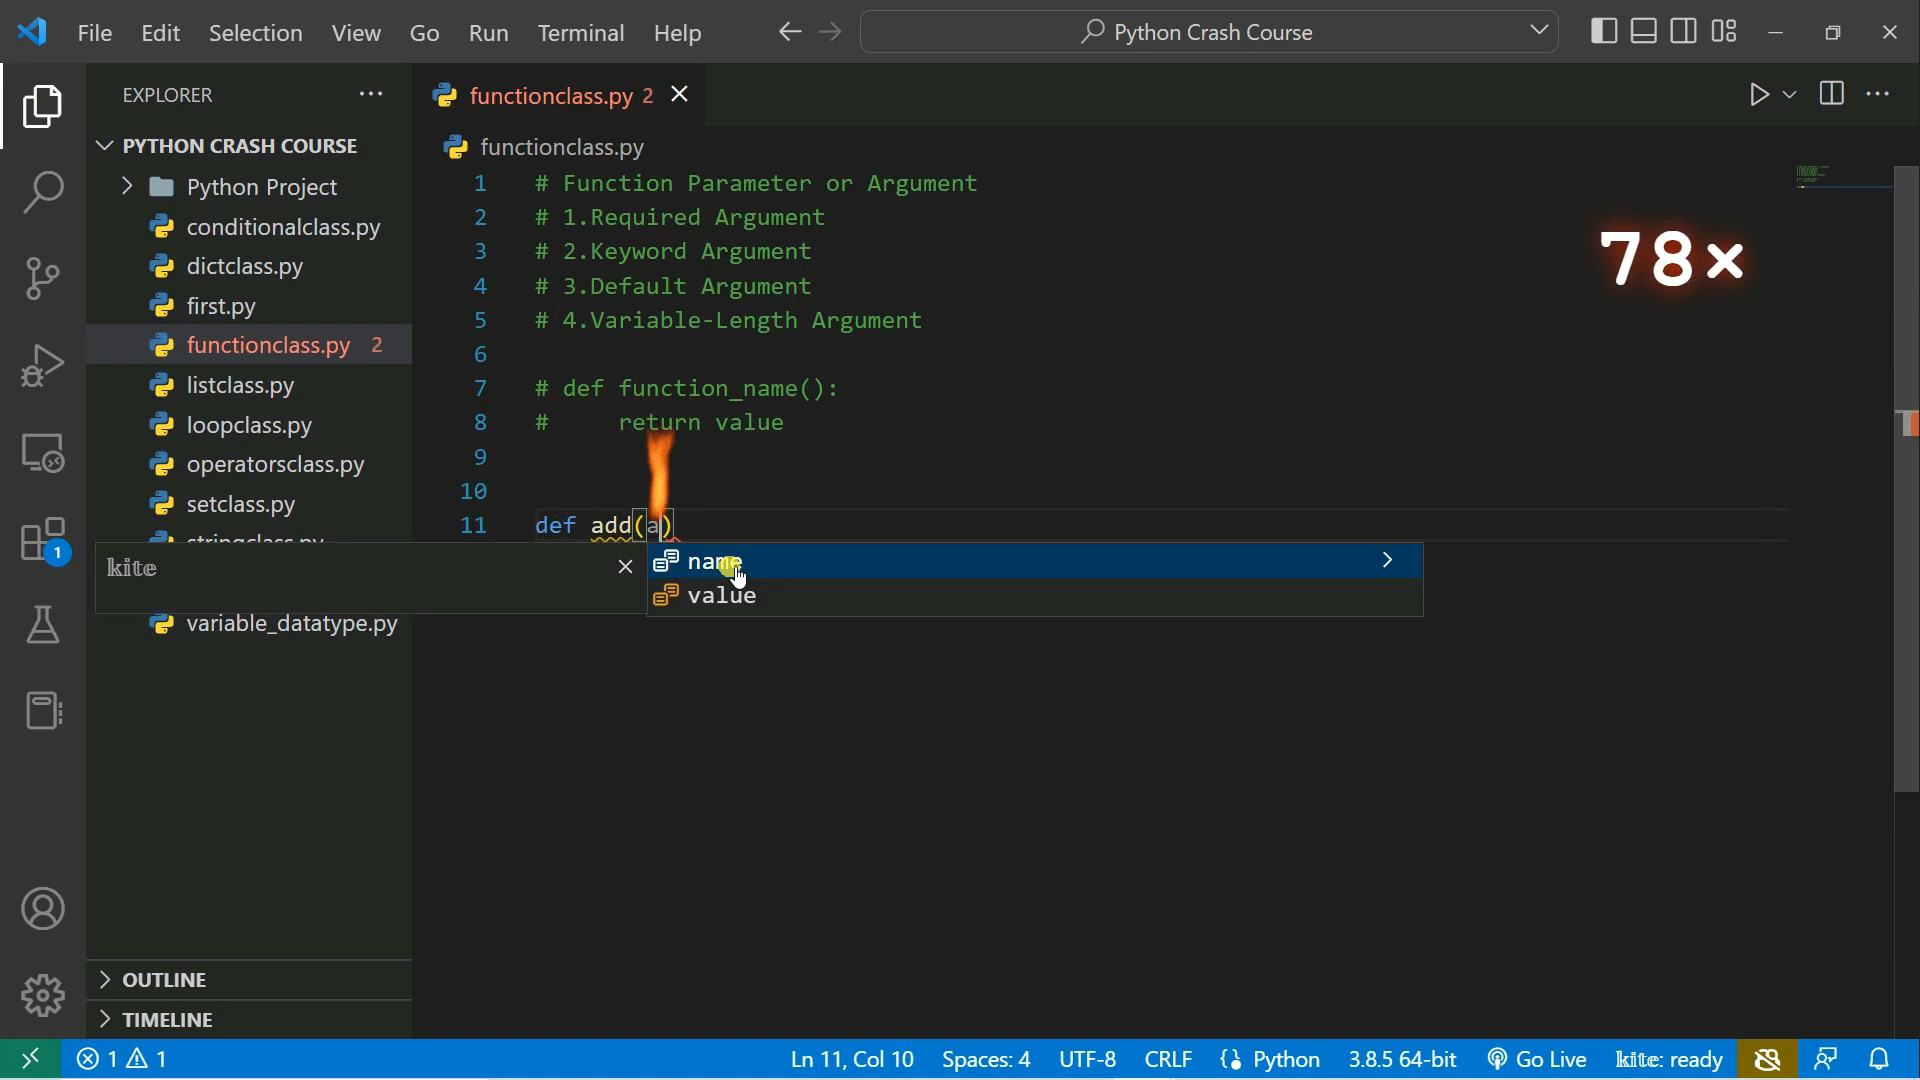 File Edit Selection View Go Run Terminal Help
Python Crash Course
EXPLORER
functionclass.py 2
PYTHON CRASH COURSE
Python Project
conditionalclass.py
dictclass.py
first.py
functionclass.py 2
listclass.py
loopclass.py
operatorsclass.py
setclass.py
stringclass.py
variable_datatype.py
OUTLINE
TIMELINE
functionclass.py
1 # Function Parameter or Argument
2 # 1.Required Argument
3 # 2.Keyword Argument
4 # 3.Default Argument
5 # 4.Variable-Length Argument
6
7 # def function_name():
8 #     return value
9
10
11 def add(a)
kite
name
value
78×
1
1 1
Ln 11, Col 10 Spaces: 4 UTF-8 CRLF Python 3.8.5 64-bit Go Live kite: ready